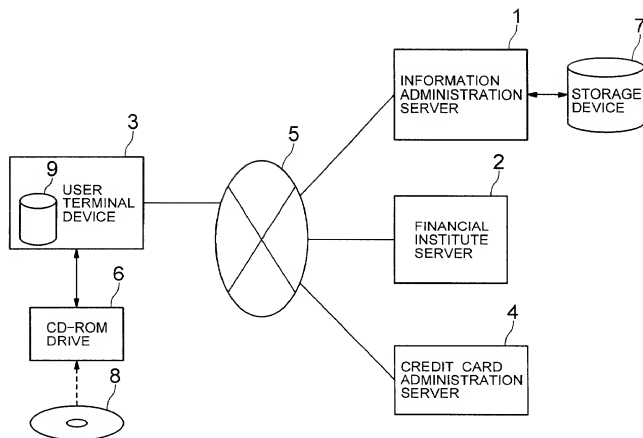 1
INFORMATION
ADMINISTRATION
SERVER
7
STORAGE
DEVICE
3
9
USER
TERMINAL
DEVICE
5
2
FINANCIAL
INSTITUTE
SERVER
6
CD-ROM
DRIVE
4
CREDIT CARD
ADMINISTRATION
SERVER
8